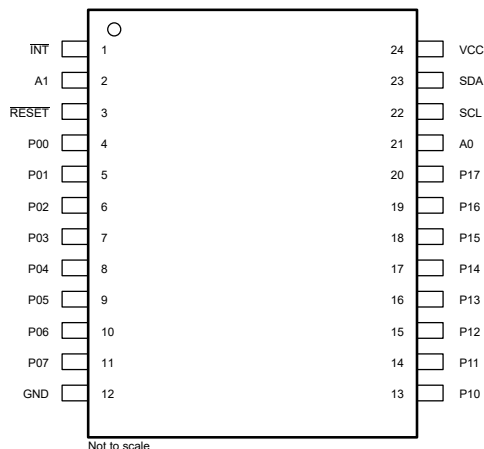 INT 1 24 VCC
A1 2 23 SDA
RESET 3 22 SCL
P00 4 21 A0
P01 5 20 P17
P02 6 19 P16
P03 7 18 P15
P04 8 17 P14
P05 9 16 P13
P06 10 15 P12
P07 11 14 P11
GND 12 13 P10
Not to scale